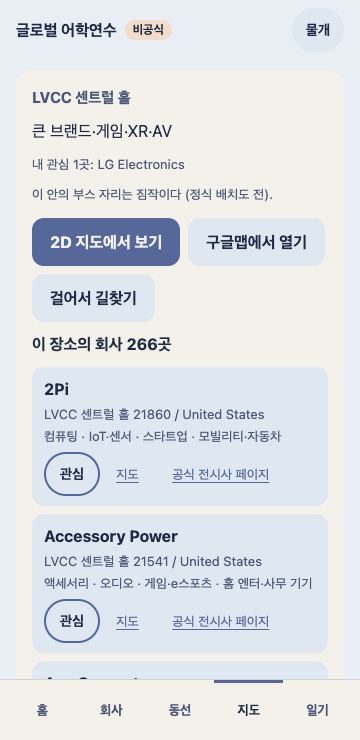 글로벌 어학연수 비공식 물개
LVCC 센트럴 홀
큰 브랜드·게임·XR·AV
내 관심 1곳: LG Electronics
이 안의 부스 자리는 짐작이다 (정식 배치도 전).
2D 지도에서 보기 구글맵에서 열기
걸어서 길찾기
이 장소의 회사 266곳
2Pi
LVCC 센트럴 홀 21860 / United States
컴퓨팅 · IoT·센서 · 스타트업 · 모빌리티·자동차
관심 지도 공식 전시사 페이지
Accessory Power
LVCC 센트럴 홀 21541 / United States
액세서리 · 오디오 · 게임·e스포츠 · 홈 엔터·사무 기기
관심 지도 공식 전시사 페이지
홈 회사 동선 지도 일기